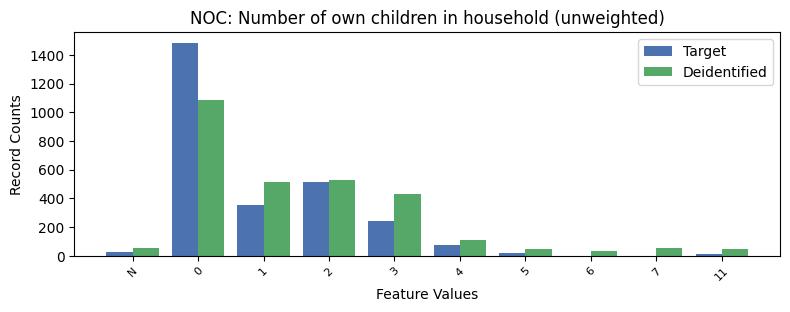 NOC: Number of own children in household (unweighted)
Target
Deidentified
Record Counts
1400
1200
1000
800
600
400
200
0
N 0 1 2 3 4 5 6 7 11
Feature Values